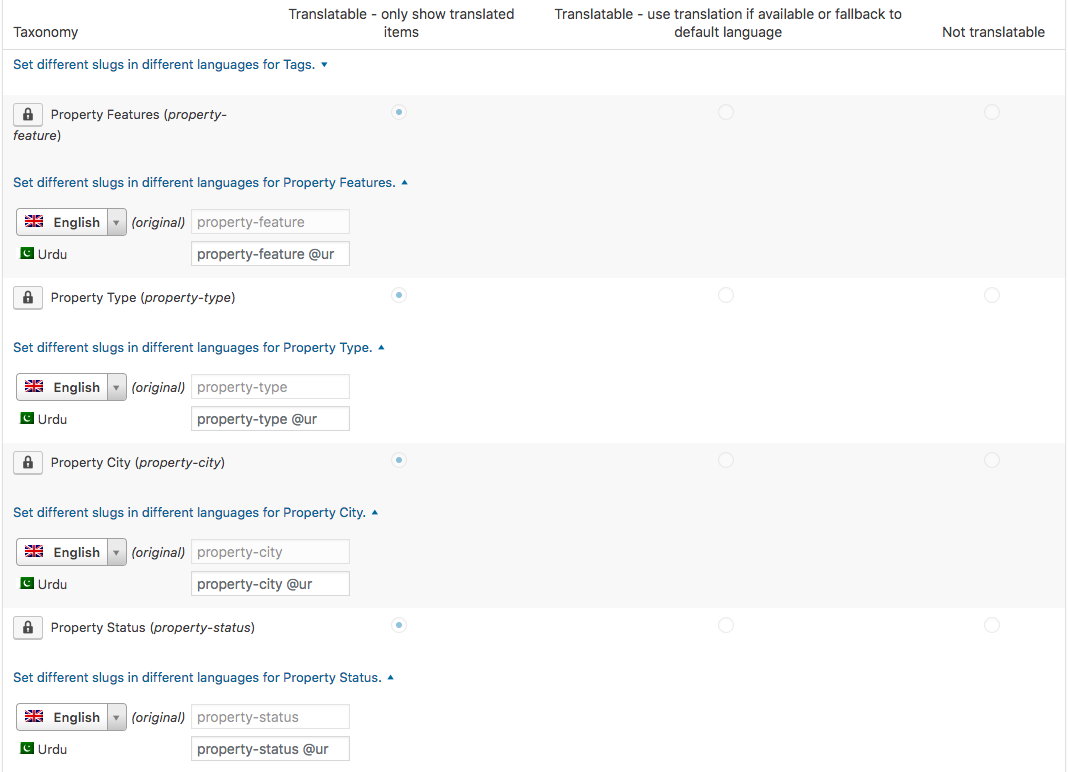 Taxonomy
Translatable - only show translated
items
Translatable - use translation if available or fallback to
default language
Not translatable
Set different slugs in different languages for Tags.
Property Features (property-
feature)
Set different slugs in different languages for Property Features.
English (original) property-feature
Urdu property-feature @ur
Property Type (property-type)
Set different slugs in different languages for Property Type.
English (original) property-type
Urdu property-type @ur
Property City (property-city)
Set different slugs in different languages for Property City.
English (original) property-city
Urdu property-city @ur
Property Status (property-status)
Set different slugs in different languages for Property Status.
English (original) property-status
Urdu property-status @ur